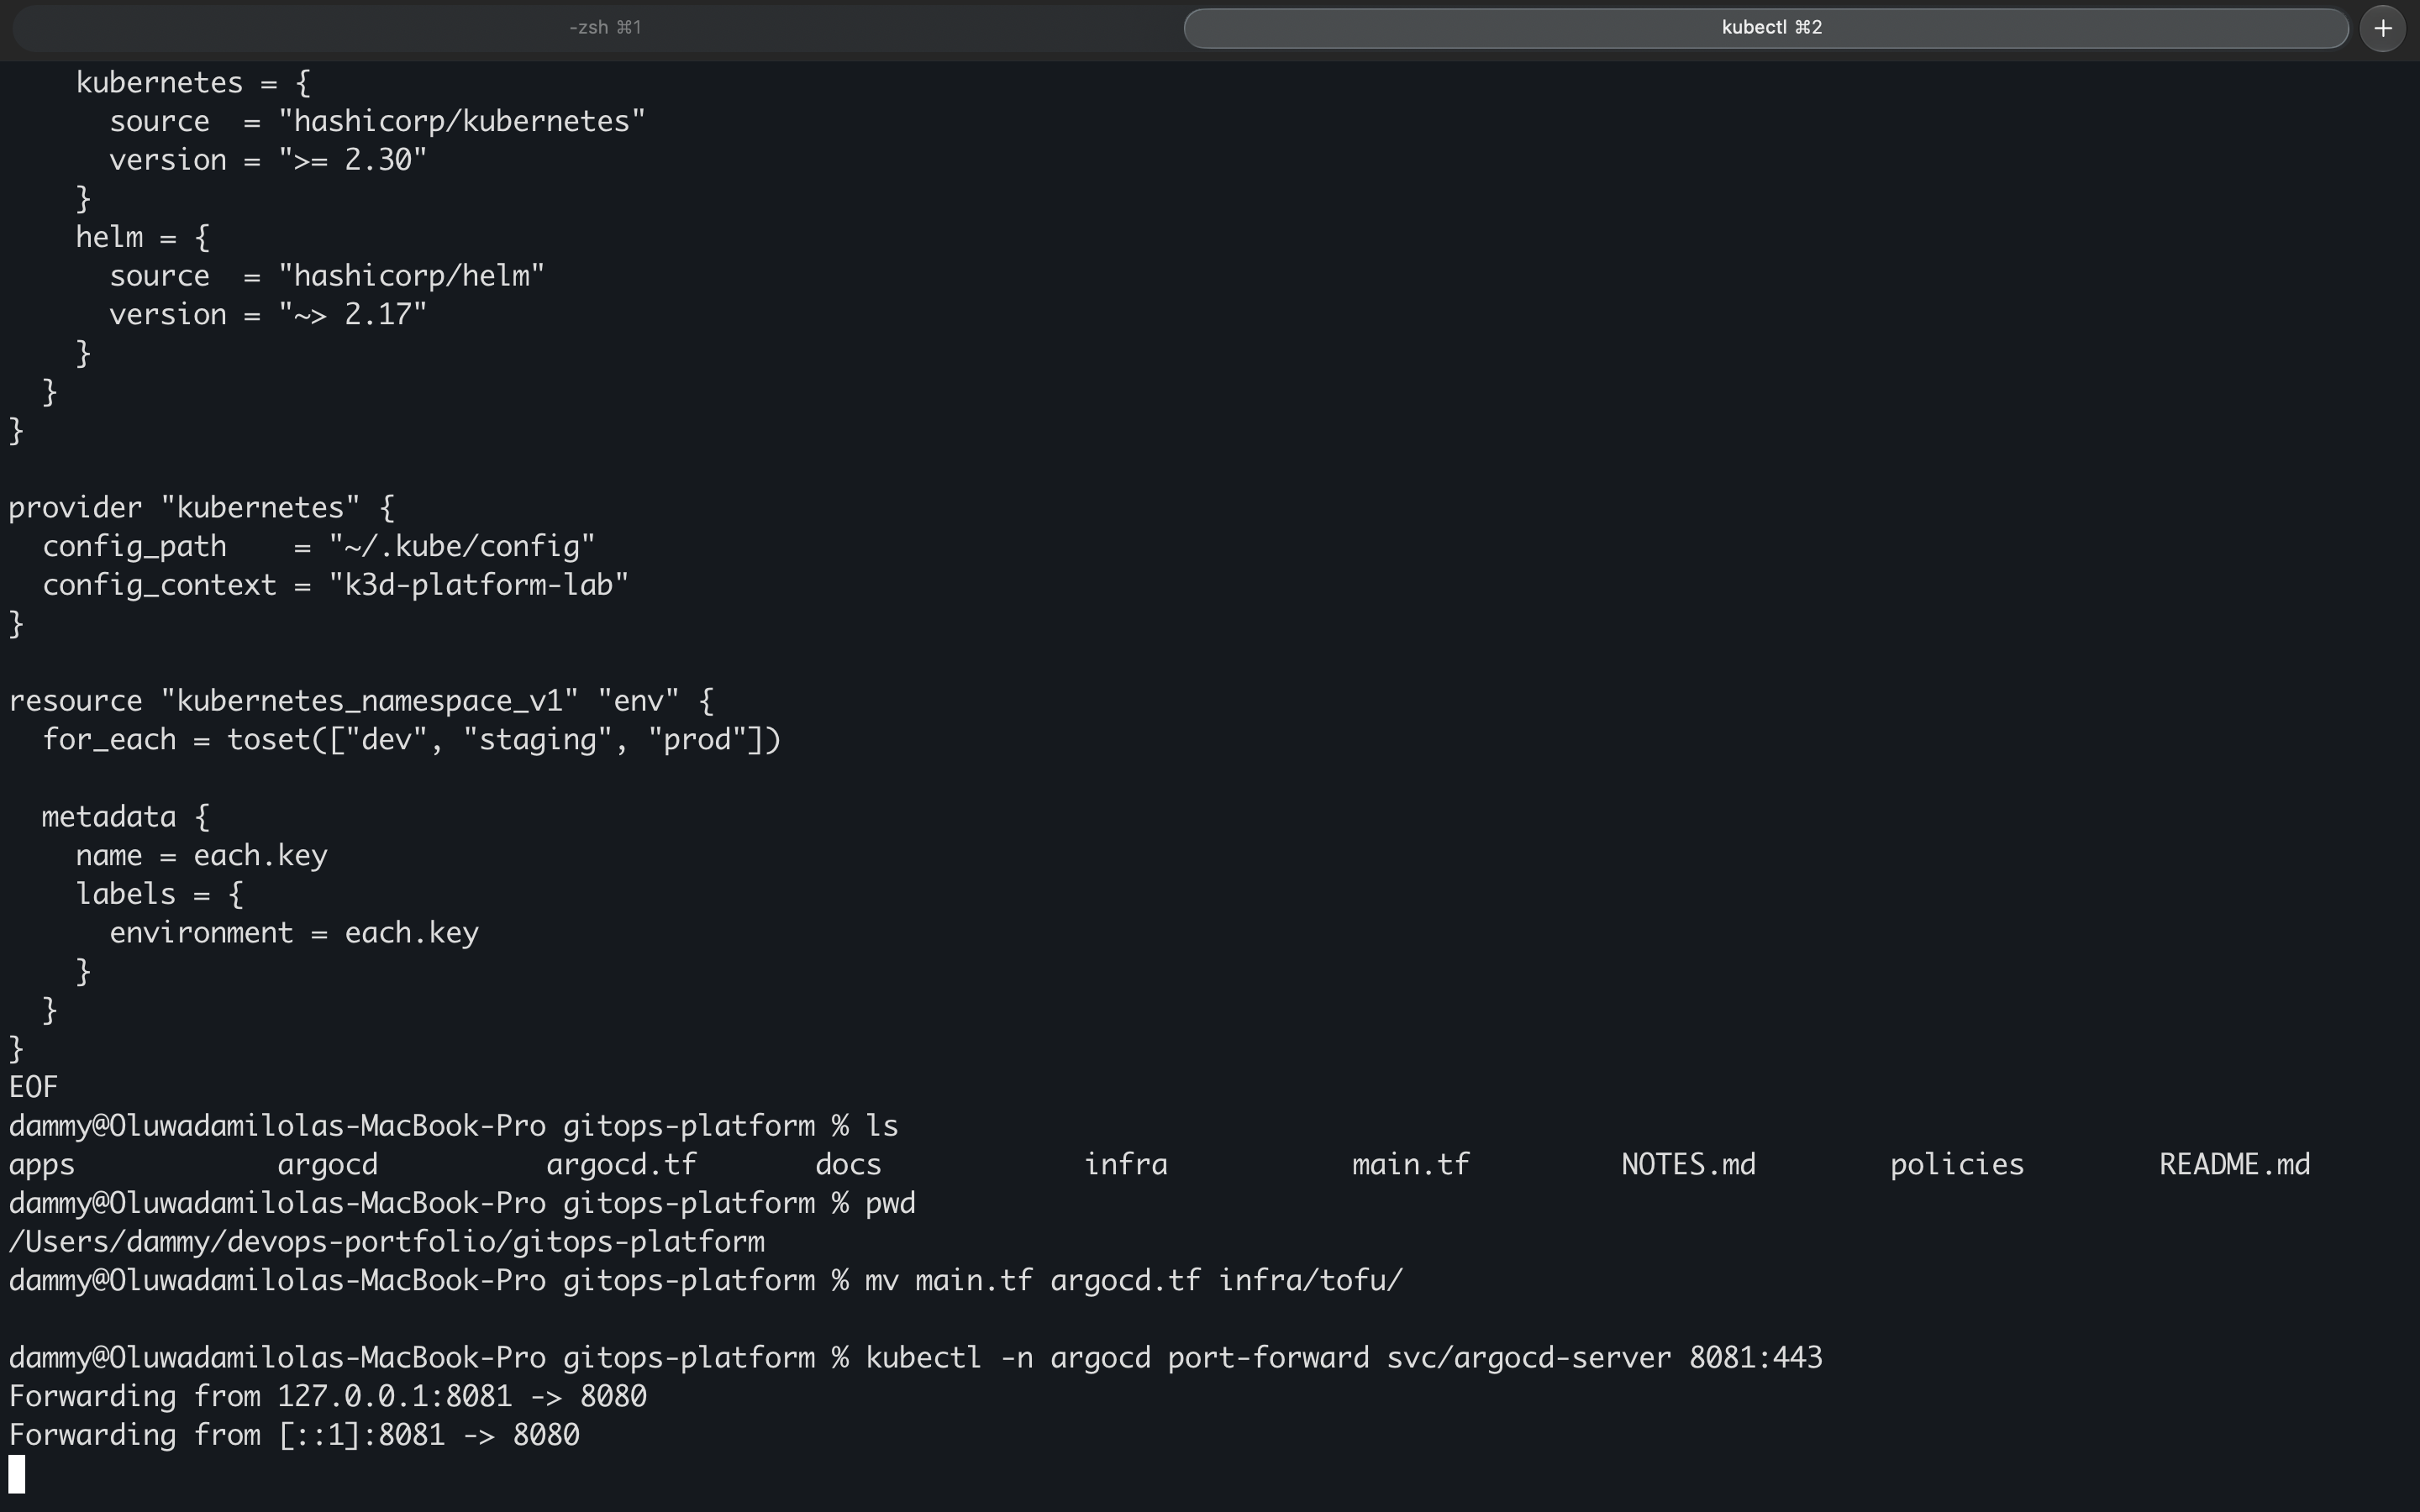 -zsh ⌘1
kubectl ⌘2
+
    kubernetes = {
      source  = "hashicorp/kubernetes"
      version = ">= 2.30"
    }
    helm = {
      source  = "hashicorp/helm"
      version = "~> 2.17"
    }
  }
}

provider "kubernetes" {
  config_path    = "~/.kube/config"
  config_context = "k3d-platform-lab"
}

resource "kubernetes_namespace_v1" "env" {
  for_each = toset(["dev", "staging", "prod"])

  metadata {
    name = each.key
    labels = {
      environment = each.key
    }
  }
}
EOF
dammy@Oluwadamilolas-MacBook-Pro gitops-platform % ls
apps            argocd          argocd.tf       docs            infra           main.tf         NOTES.md        policies        README.md
dammy@Oluwadamilolas-MacBook-Pro gitops-platform % pwd
/Users/dammy/devops-portfolio/gitops-platform
dammy@Oluwadamilolas-MacBook-Pro gitops-platform % mv main.tf argocd.tf infra/tofu/

dammy@Oluwadamilolas-MacBook-Pro gitops-platform % kubectl -n argocd port-forward svc/argocd-server 8081:443
Forwarding from 127.0.0.1:8081 -> 8080
Forwarding from [::1]:8081 -> 8080